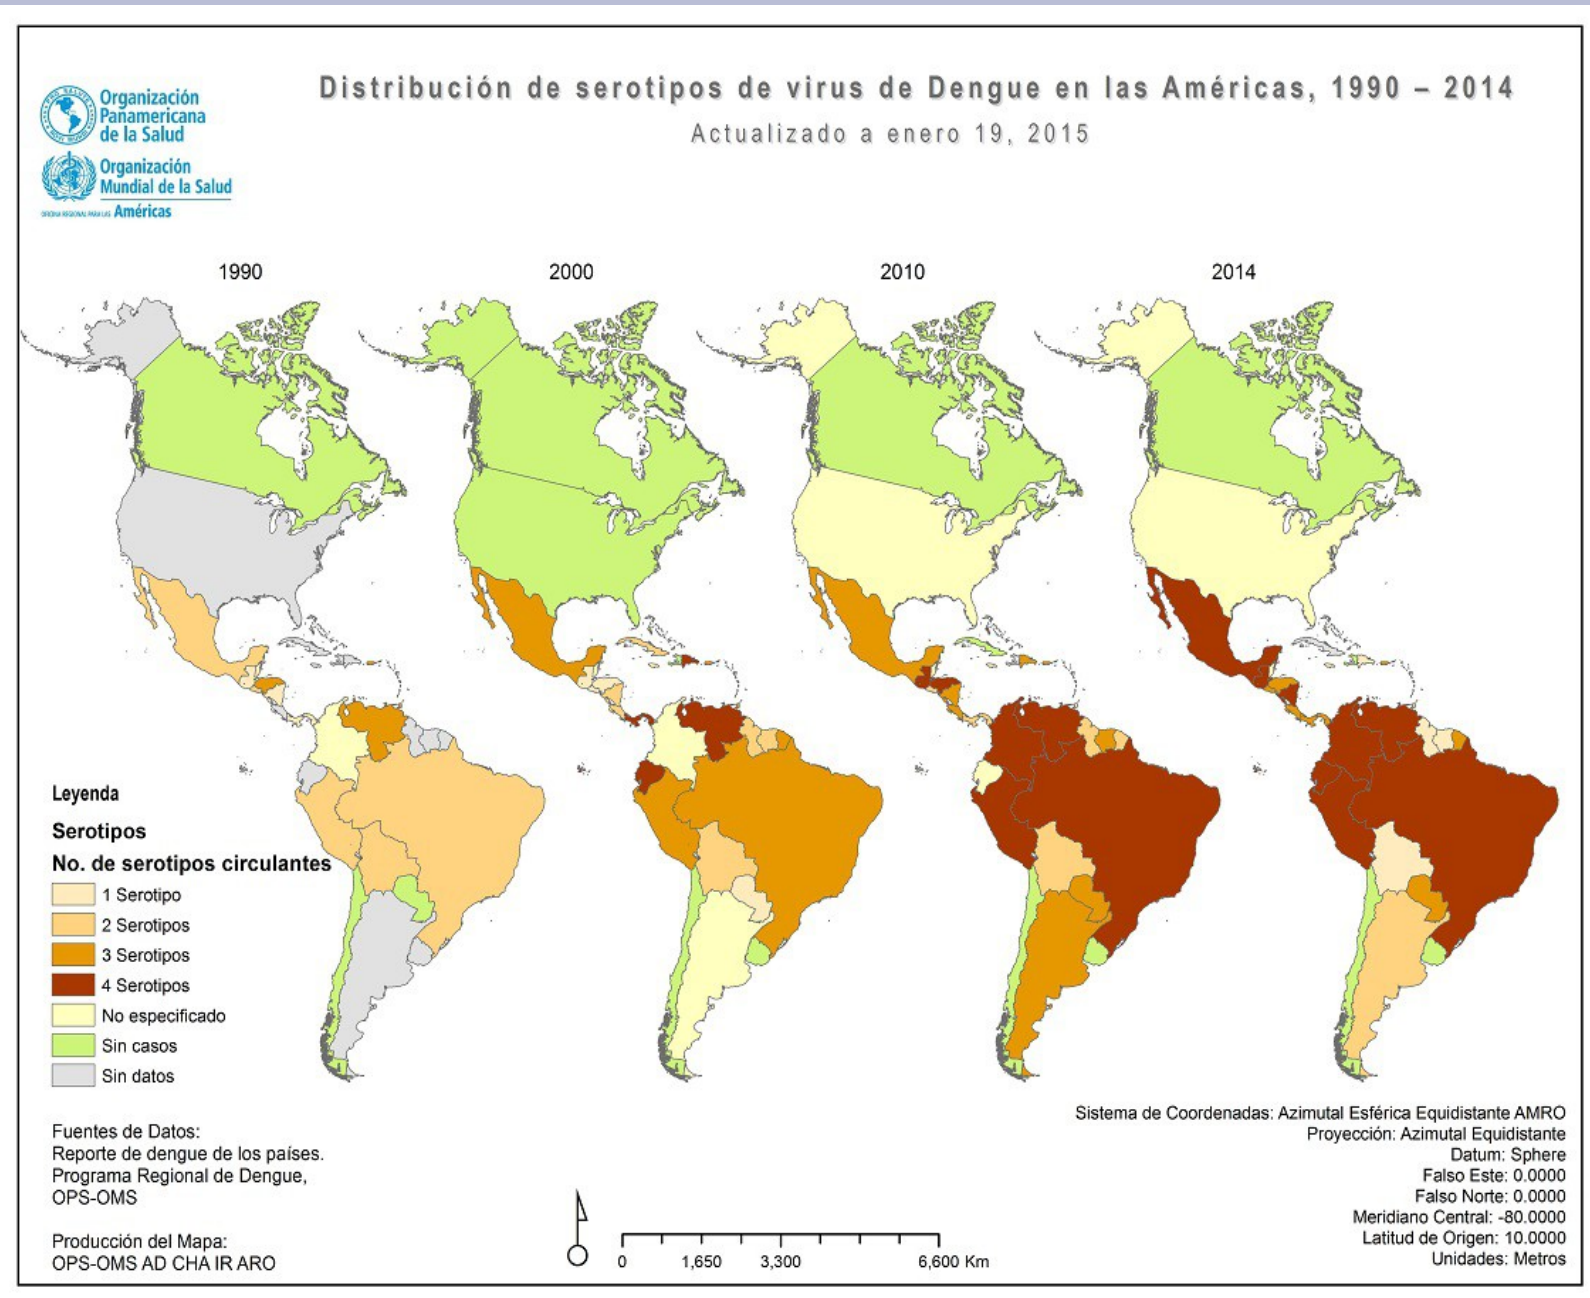 Organización
Panamericana
de la Salud
Organización
Mundial de la Salud
OFICINA REGIONAL PARA LAS Américas
Distribución de serotipos de virus de Dengue en las Américas, 1990 – 2014
Actualizado a enero 19, 2015
1990
2000
2010
2014
Leyenda
Serotipos
No. de serotipos circulantes
1 Serotipo
2 Serotipos
3 Serotipos
4 Serotipos
No especificado
Sin casos
Sin datos
Fuentes de Datos:
Reporte de dengue de los países.
Programa Regional de Dengue,
OPS-OMS
Producción del Mapa:
OPS-OMS AD CHA IR ARO
0 1,650 3,300 6,600 Km
Sistema de Coordenadas: Azimutal Esférica Equidistante AMRO
Proyección: Azimutal Equidistante
Datum: Sphere
Falso Este: 0.0000
Falso Norte: 0.0000
Meridiano Central: -80.0000
Latitud de Origen: 10.0000
Unidades: Metros